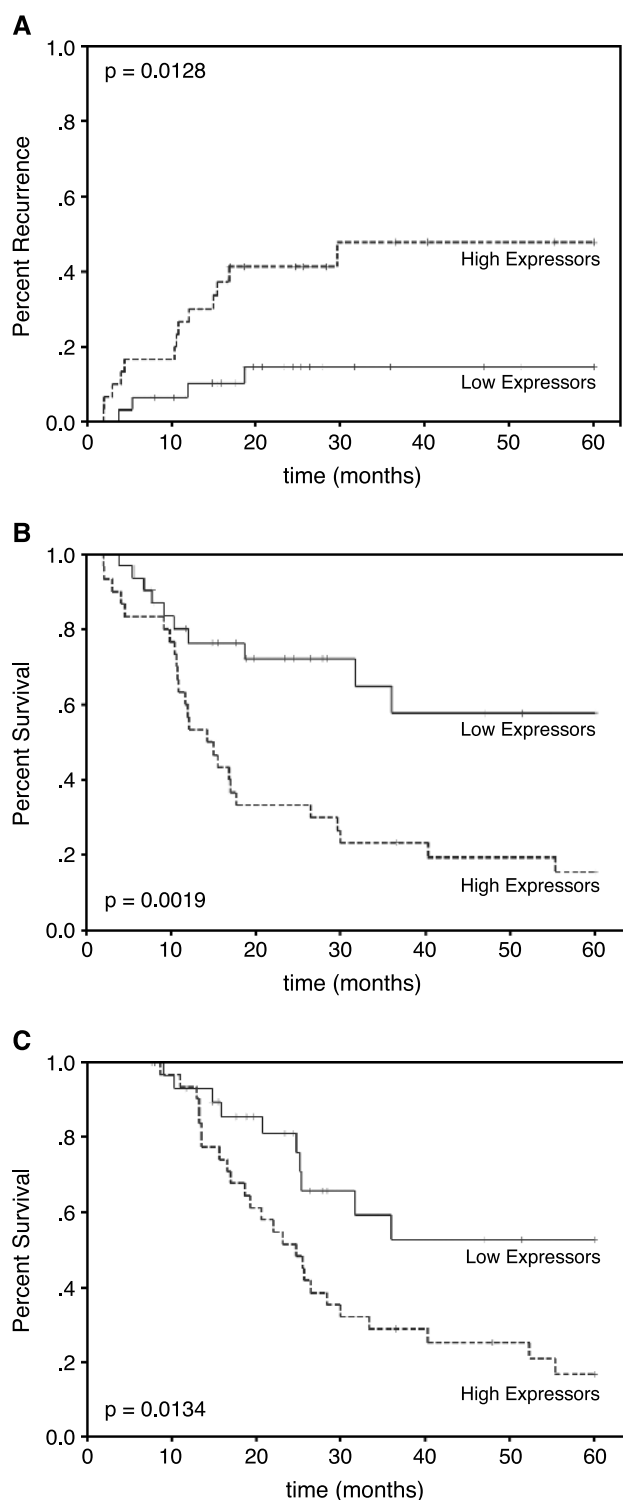 A
1.0
p = 0.0128
.8
.6
.4
.2
0.0
Percent Recurrence
High Expressors
Low Expressors
0 10 20 30 40 50 60
time (months)
B
1.0
.8
.6
.4
.2
0.0
Percent Survival
Low Expressors
High Expressors
p = 0.0019
0 10 20 30 40 50 60
time (months)
C
1.0
.8
.6
.4
.2
0.0
Percent Survival
Low Expressors
High Expressors
p = 0.0134
0 10 20 30 40 50 60
time (months)